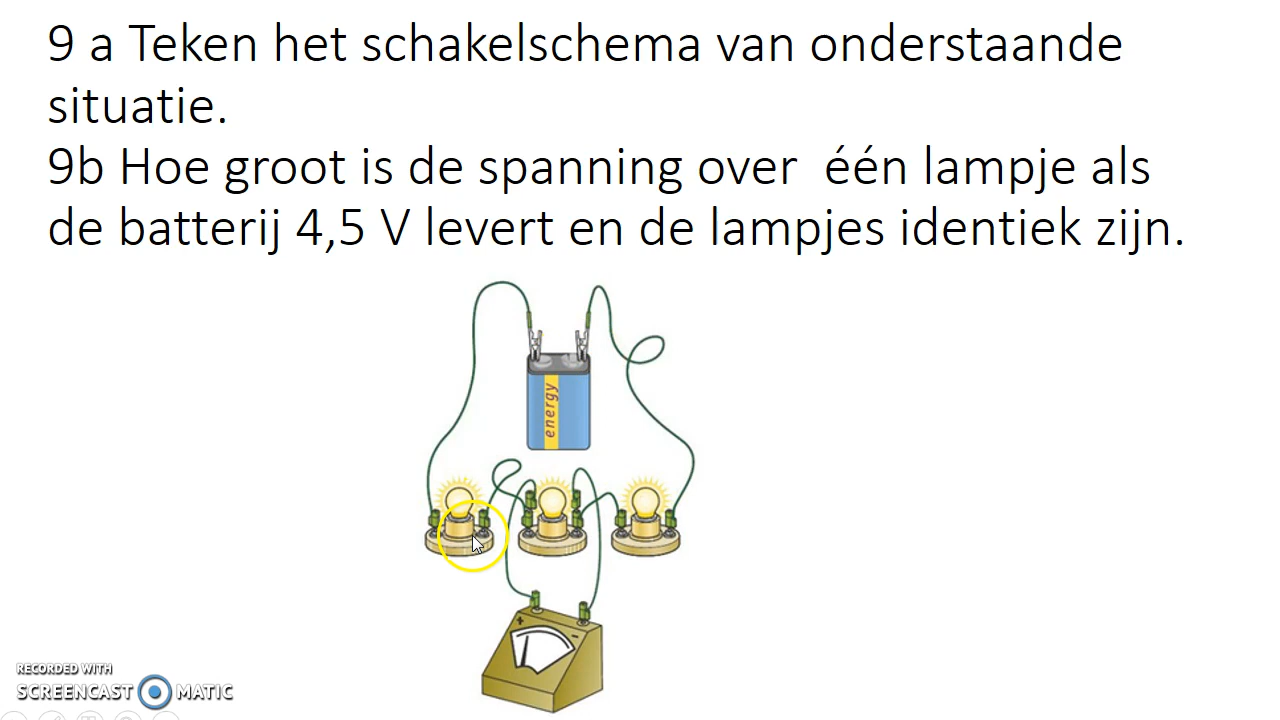 9 a Teken het schakelschema van onderstaande
situatie.
9b Hoe groot is de spanning over  één lampje als
de batterij 4,5 V levert en de lampjes identiek zijn.
energy
+ -
RECORDED WITH
SCREENCAST MATIC